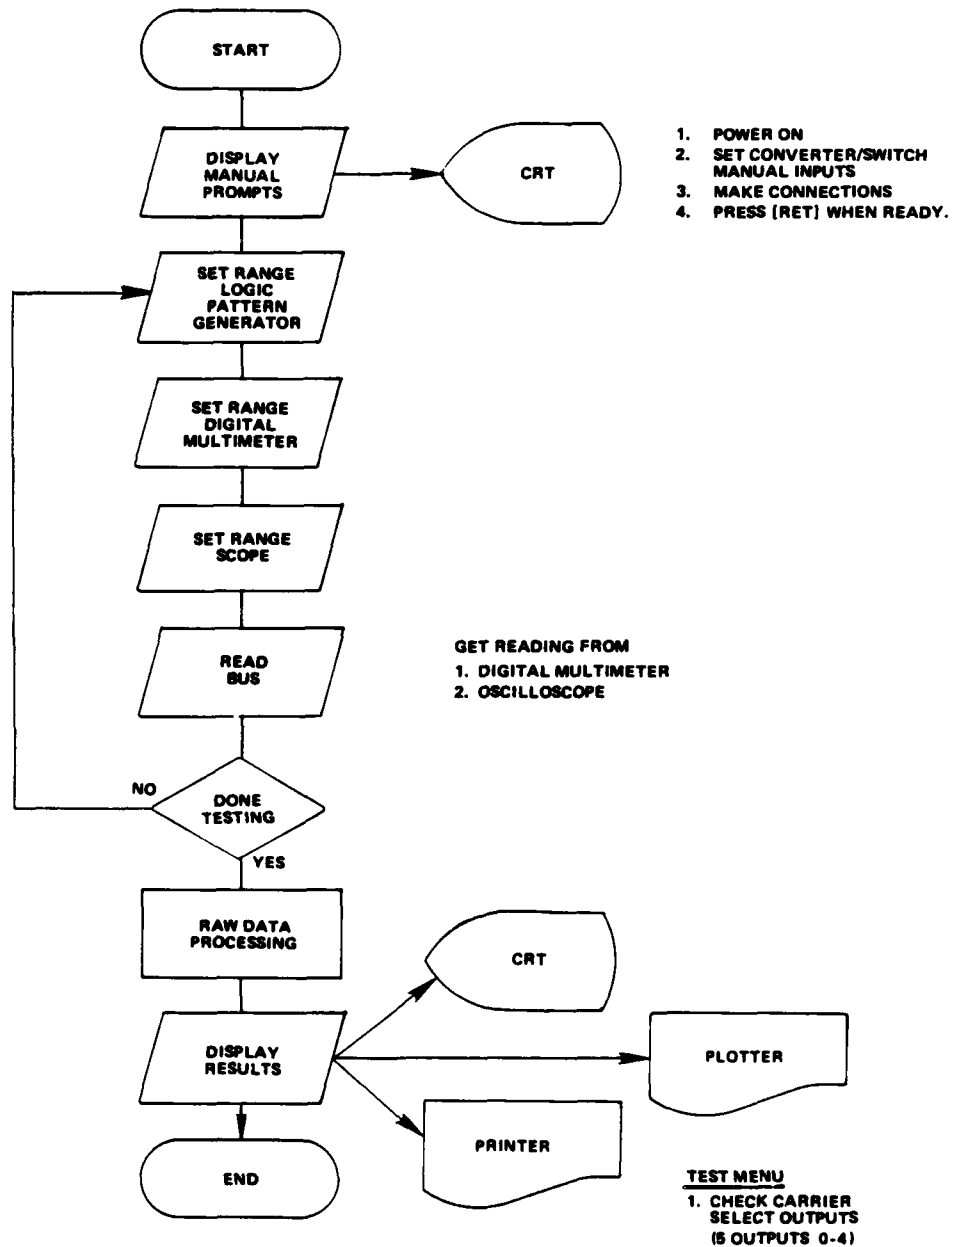 START
DISPLAY
MANUAL
PROMPTS
CRT
1. POWER ON
2. SET CONVERTER/SWITCH
MANUAL INPUTS
3. MAKE CONNECTIONS
4. PRESS [RET] WHEN READY.
SET RANGE
LOGIC
PATTERN
GENERATOR
SET RANGE
DIGITAL
MULTIMETER
SET RANGE
SCOPE
READ
BUS
GET READING FROM
1. DIGITAL MULTIMETER
2. OSCILLOSCOPE
NO
DONE
TESTING
YES
RAW DATA
PROCESSING
CRT
DISPLAY
RESULTS
PLOTTER
PRINTER
END
TEST MENU
1. CHECK CARRIER
SELECT OUTPUTS
(5 OUTPUTS 0-4)